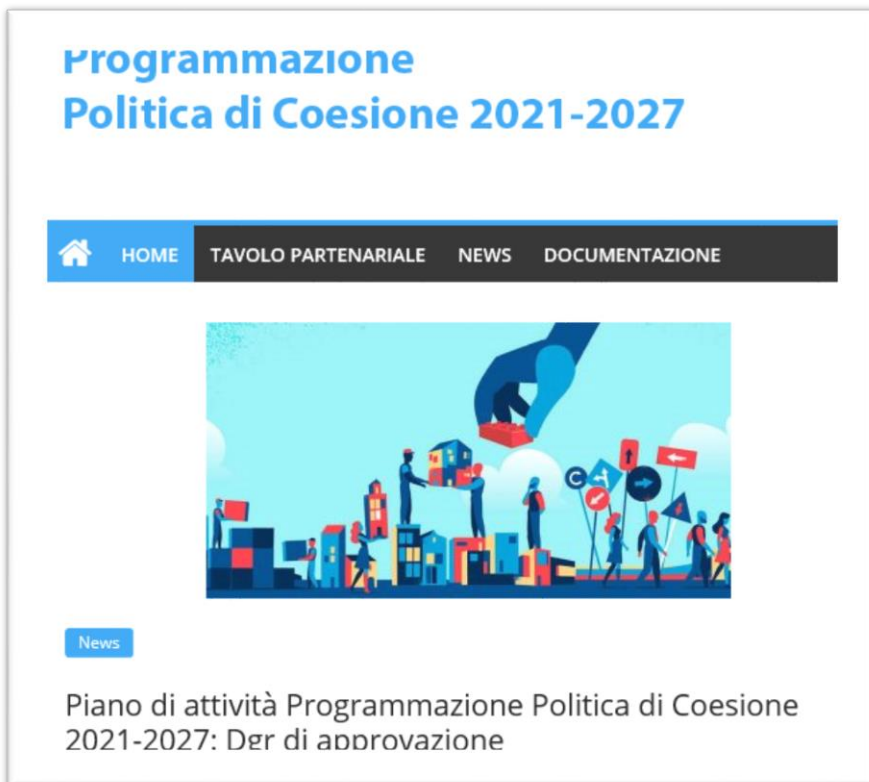 Programmazione
Politica di Coesione 2021-2027
HOME TAVOLO PARTENARIALE NEWS DOCUMENTAZIONE
C
News
Piano di attività Programmazione Politica di Coesione
2021-2027: Dgr di approvazione